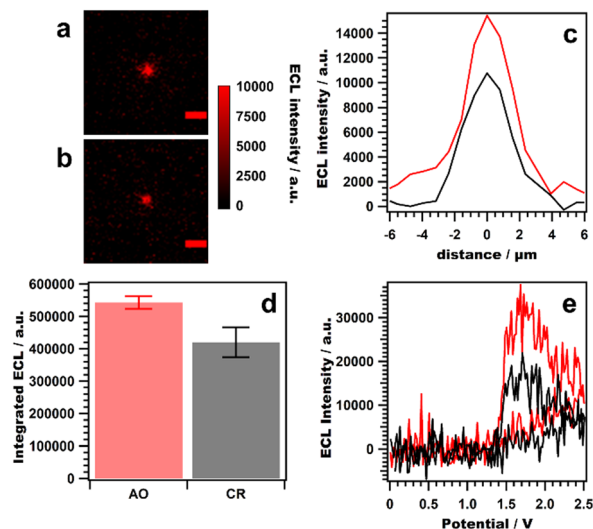 a
b
10000
7500
5000
2500
0
ECL intensity / a.u.
c
14000
12000
10000
8000
6000
4000
2000
0
ECL intensity / a.u.
-6 -4 -2 0 2 4 6
distance / µm
d
600000
500000
400000
300000
200000
100000
0
Integrated ECL / a.u.
AO CR
e
30000
20000
10000
0
ECL Intensity / a.u.
0 0.5 1.0 1.5 2.0 2.5
Potential / V